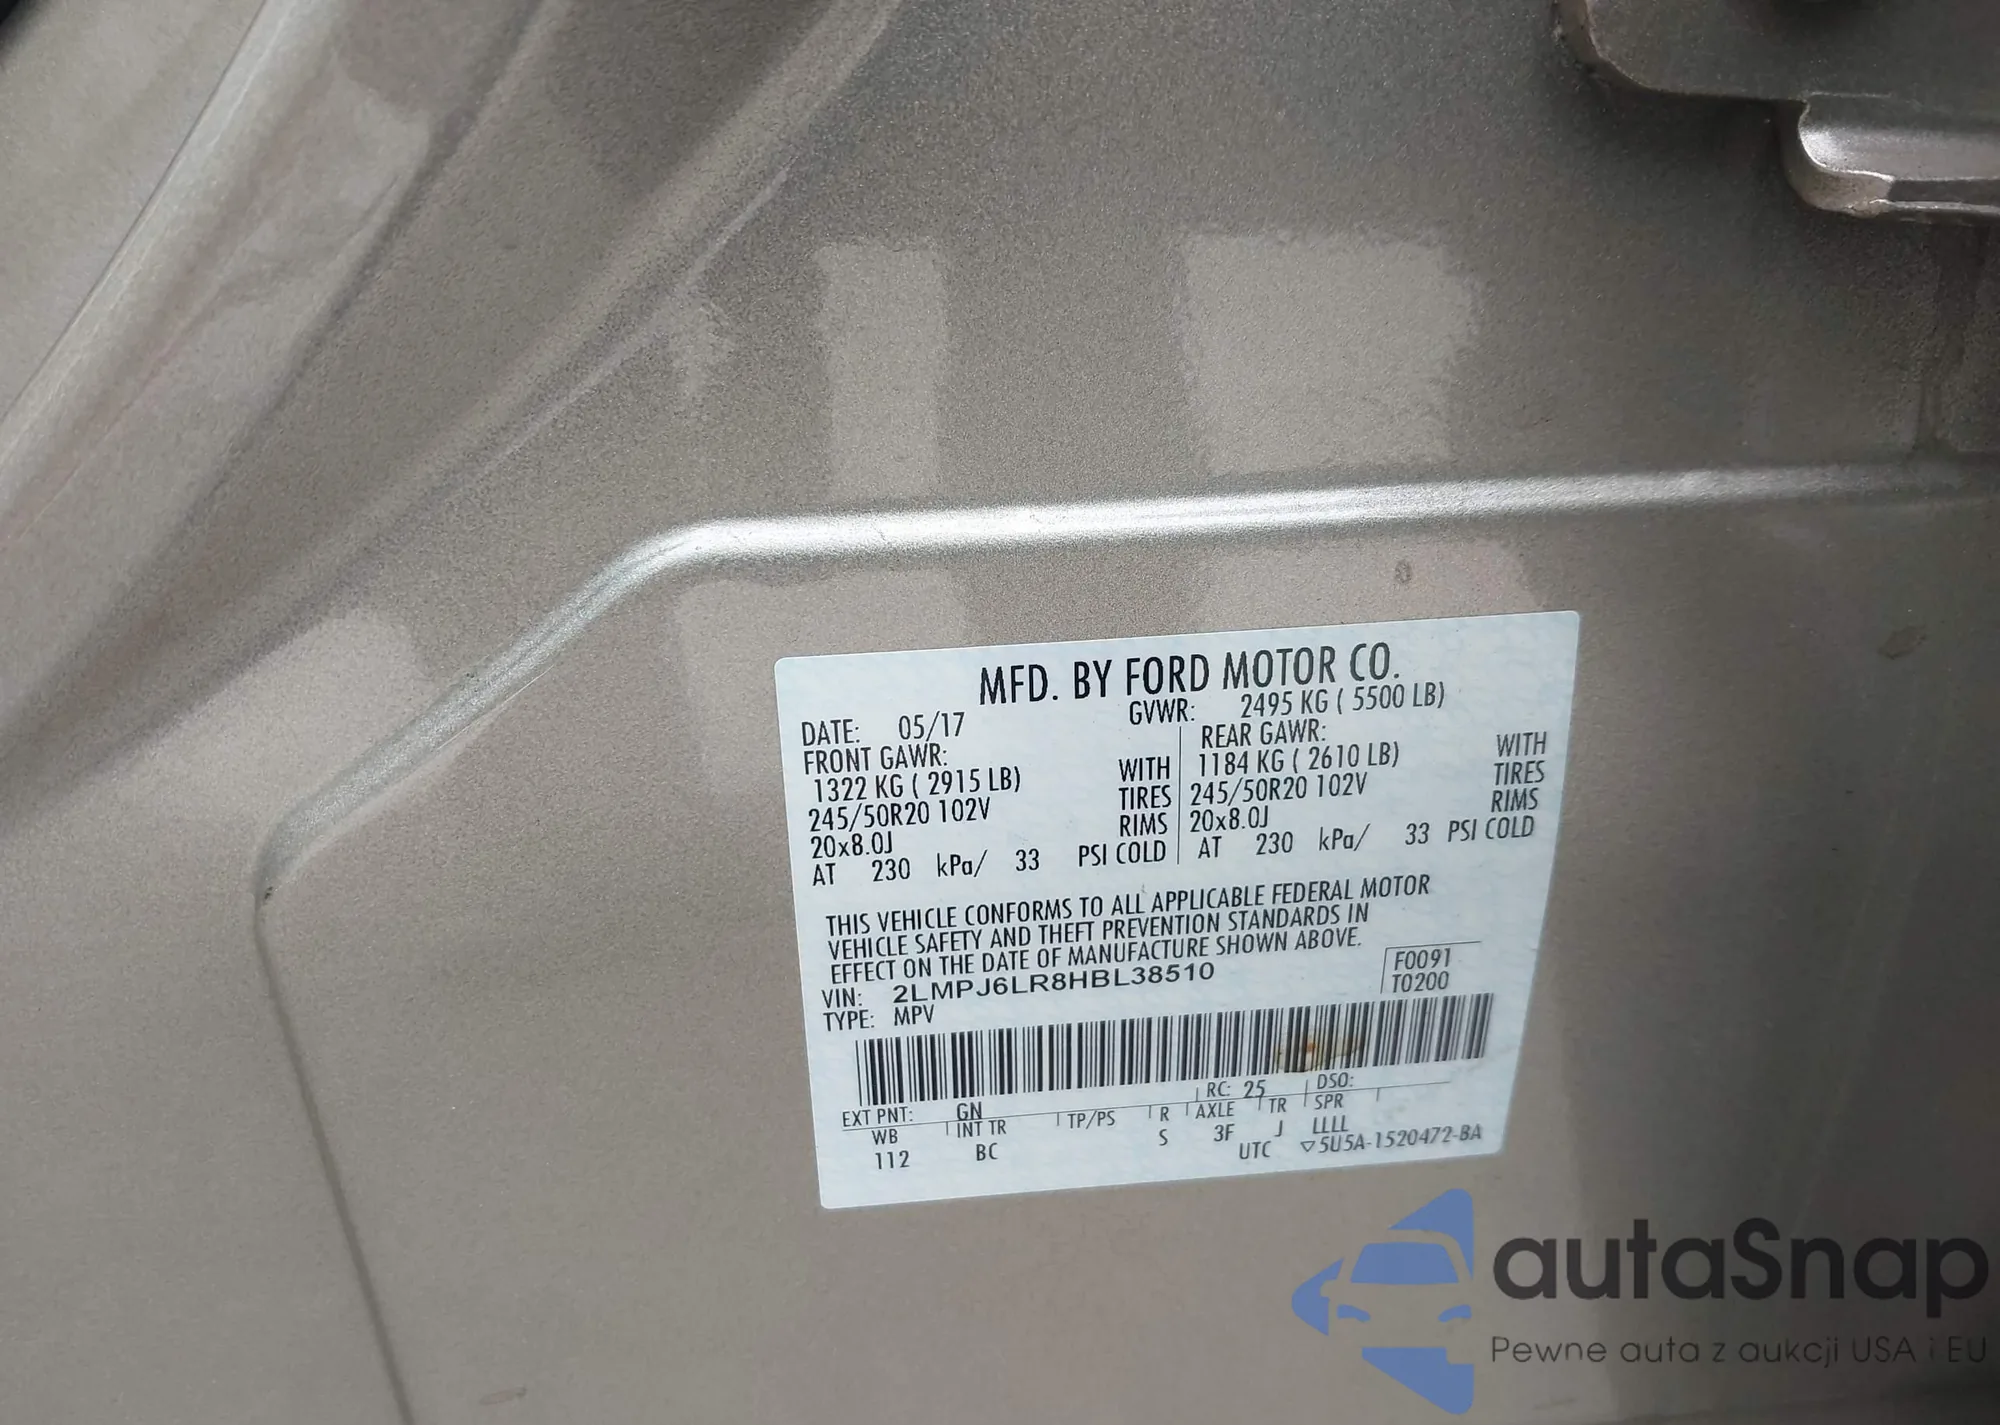 MFD. BY FORD MOTOR CO.
DATE: 05/17 GVWR: 2495 KG ( 5500 LB)
FRONT GAWR: REAR GAWR:
1322 KG ( 2915 LB) WITH 1184 KG ( 2610 LB) WITH
245/50R20 102V TIRES 245/50R20 102V TIRES
20x8.0J RIMS 20x8.0J RIMS
AT 230 kPa/ 33 PSI COLD AT 230 kPa/ 33 PSI COLD
THIS VEHICLE CONFORMS TO ALL APPLICABLE FEDERAL MOTOR
VEHICLE SAFETY AND THEFT PREVENTION STANDARDS IN
EFFECT ON THE DATE OF MANUFACTURE SHOWN ABOVE.
VIN: 2LMPJ6LR8HBL38510 F0091
TYPE: MPV T0200
EXT PNT: GN RC: 25 DSO:
WB INT TR TP/PS R AXLE TR SPR
112 BC S 3F J LLLL
UTC ▽5U5A-1520472-BA
autaSnap
Pewne auta z aukcji USA i EU